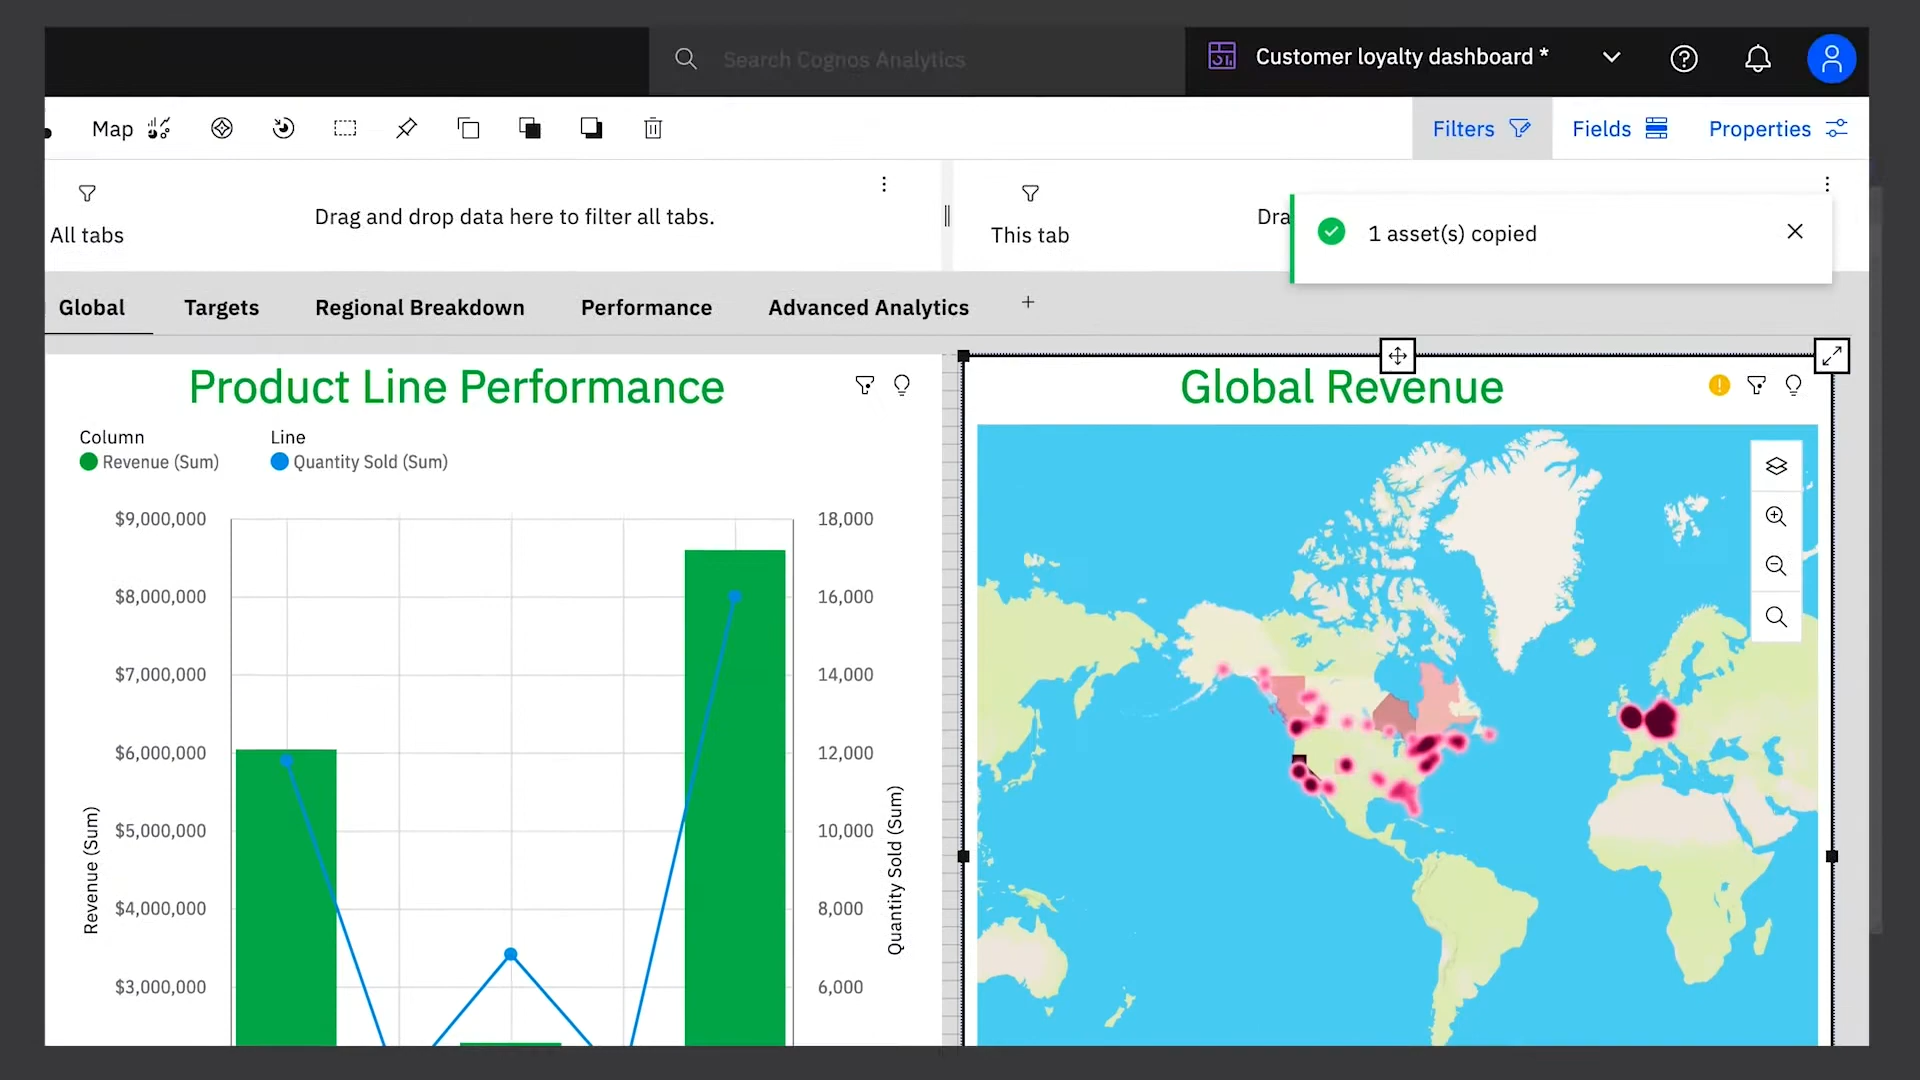 Search Cognos Analytics
Customer loyalty dashboard *
Map
Filters
Fields
Properties
All tabs
Drag and drop data here to filter all tabs.
This tab
Dra
1 asset(s) copied
Global
Targets
Regional Breakdown
Performance
Advanced Analytics
Product Line Performance
Column
Line
Revenue (Sum)
Quantity Sold (Sum)
$9,000,000
$8,000,000
$7,000,000
$6,000,000
$5,000,000
$4,000,000
$3,000,000
Revenue (Sum)
18,000
16,000
14,000
12,000
10,000
8,000
6,000
Quantity Sold (Sum)
Global Revenue